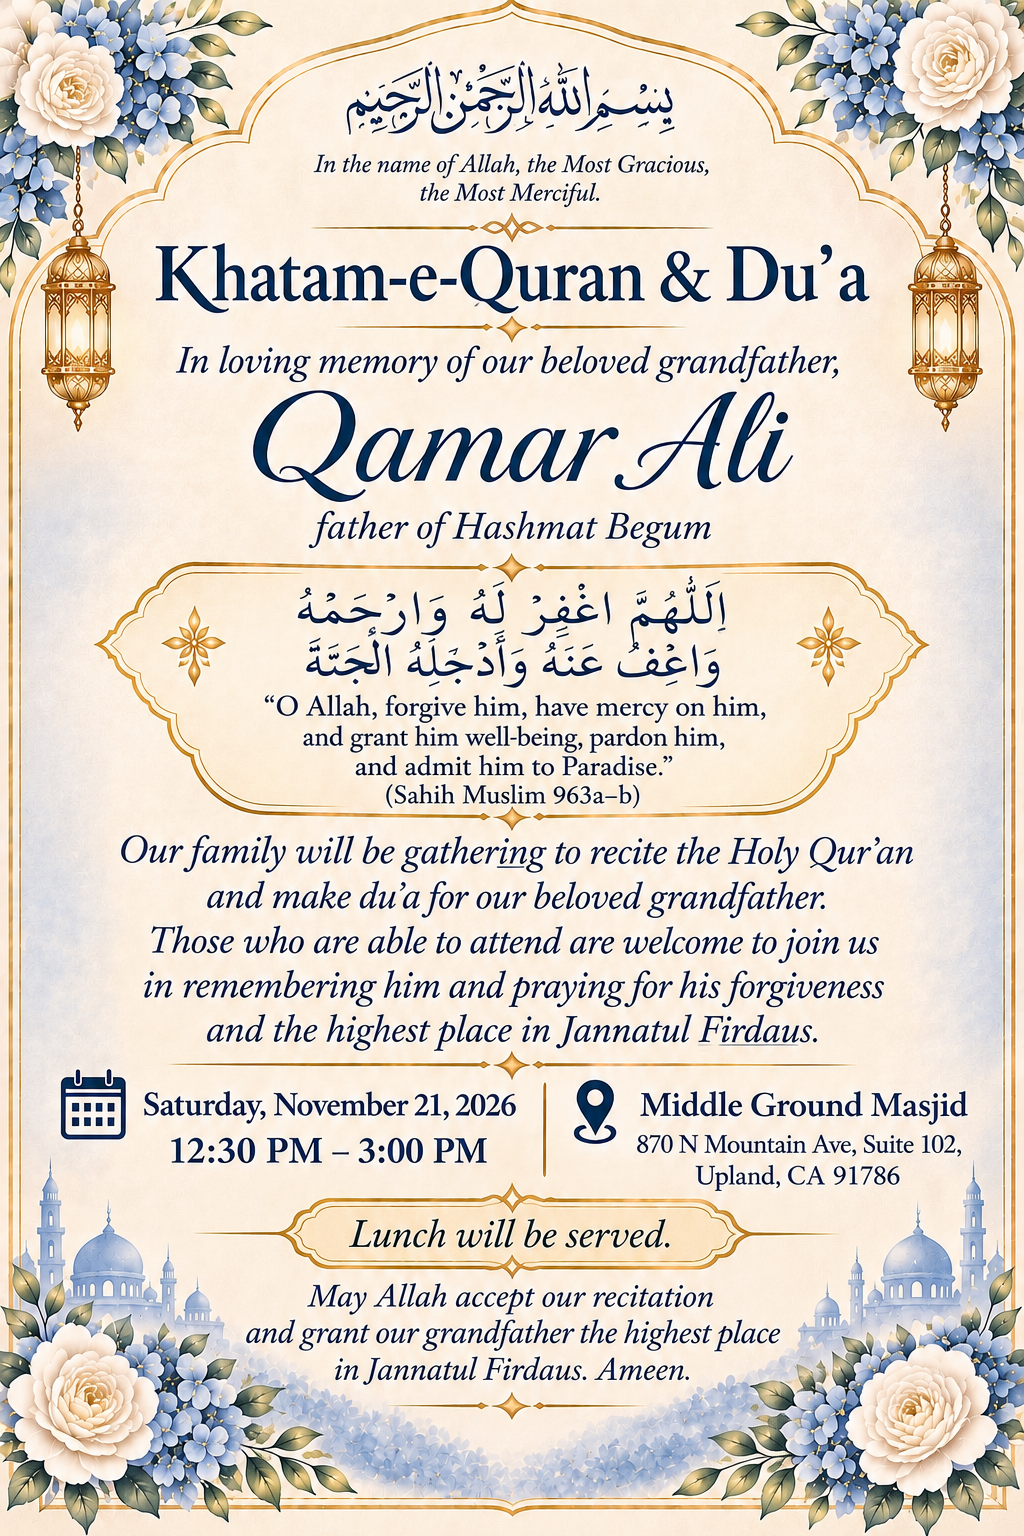 بِسْمِ اللّٰهِ الرَّحْمٰنِ الرَّحِيْمِ
In the name of Allah, the Most Gracious,
the Most Merciful.
Khatam-e-Quran & Du’a
In loving memory of our beloved grandfather,
Qamar Ali
father of Hashmat Begum
اِللّٰهُمَّ اغْفِرْ لَهُ وَارْحَمْهُ
وَاعْفُ عَنَهُ وَأَدْخِلْهُ الْجَنَّةَ
“O Allah, forgive him, have mercy on him,
and grant him well-being, pardon him,
and admit him to Paradise.”
(Sahih Muslim 963a–b)
Our family will be gathering to recite the Holy Qur’an
and make du’a for our beloved grandfather.
Those who are able to attend are welcome to join us
in remembering him and praying for his forgiveness
and the highest place in Jannatul Firdaus.
Saturday, November 21, 2026
12:30 PM – 3:00 PM
Middle Ground Masjid
870 N Mountain Ave, Suite 102,
Upland, CA 91786
Lunch will be served.
May Allah accept our recitation
and grant our grandfather the highest place
in Jannatul Firdaus. Ameen.